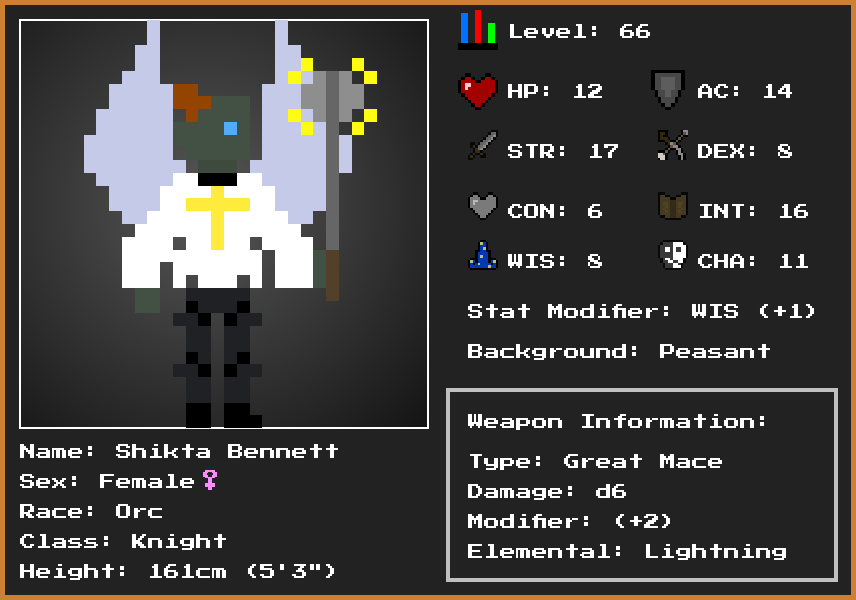 Level: 66
HP: 12 AC: 14
STR: 17 DEX: 8
CON: 6 INT: 16
WIS: 8 CHA: 11
Stat Modifier: WIS (+1)
Background: Peasant
Weapon Information:
Type: Great Mace
Damage: d6
Modifier: (+2)
Elemental: Lightning
Name: Shikta Bennett
Sex: Female♀
Race: Orc
Class: Knight
Height: 161cm (5'3")